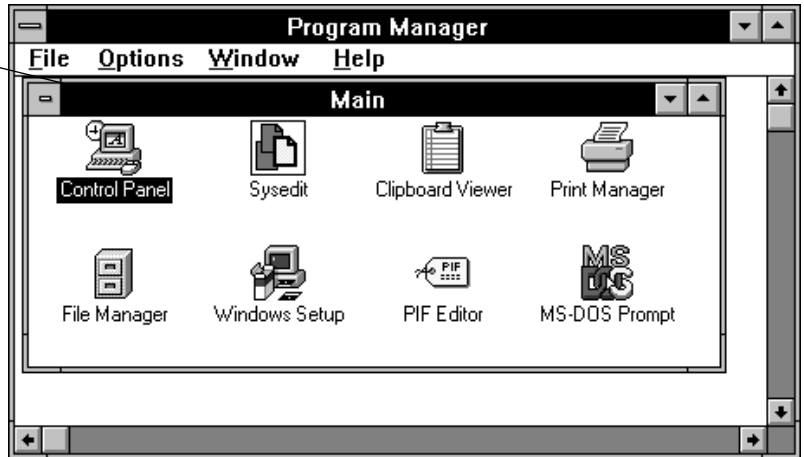 Program Manager
File Options Window Help
Main
Control Panel Sysedit Clipboard Viewer Print Manager
PIF
MS
DOS
File Manager Windows Setup PIF Editor MS-DOS Prompt